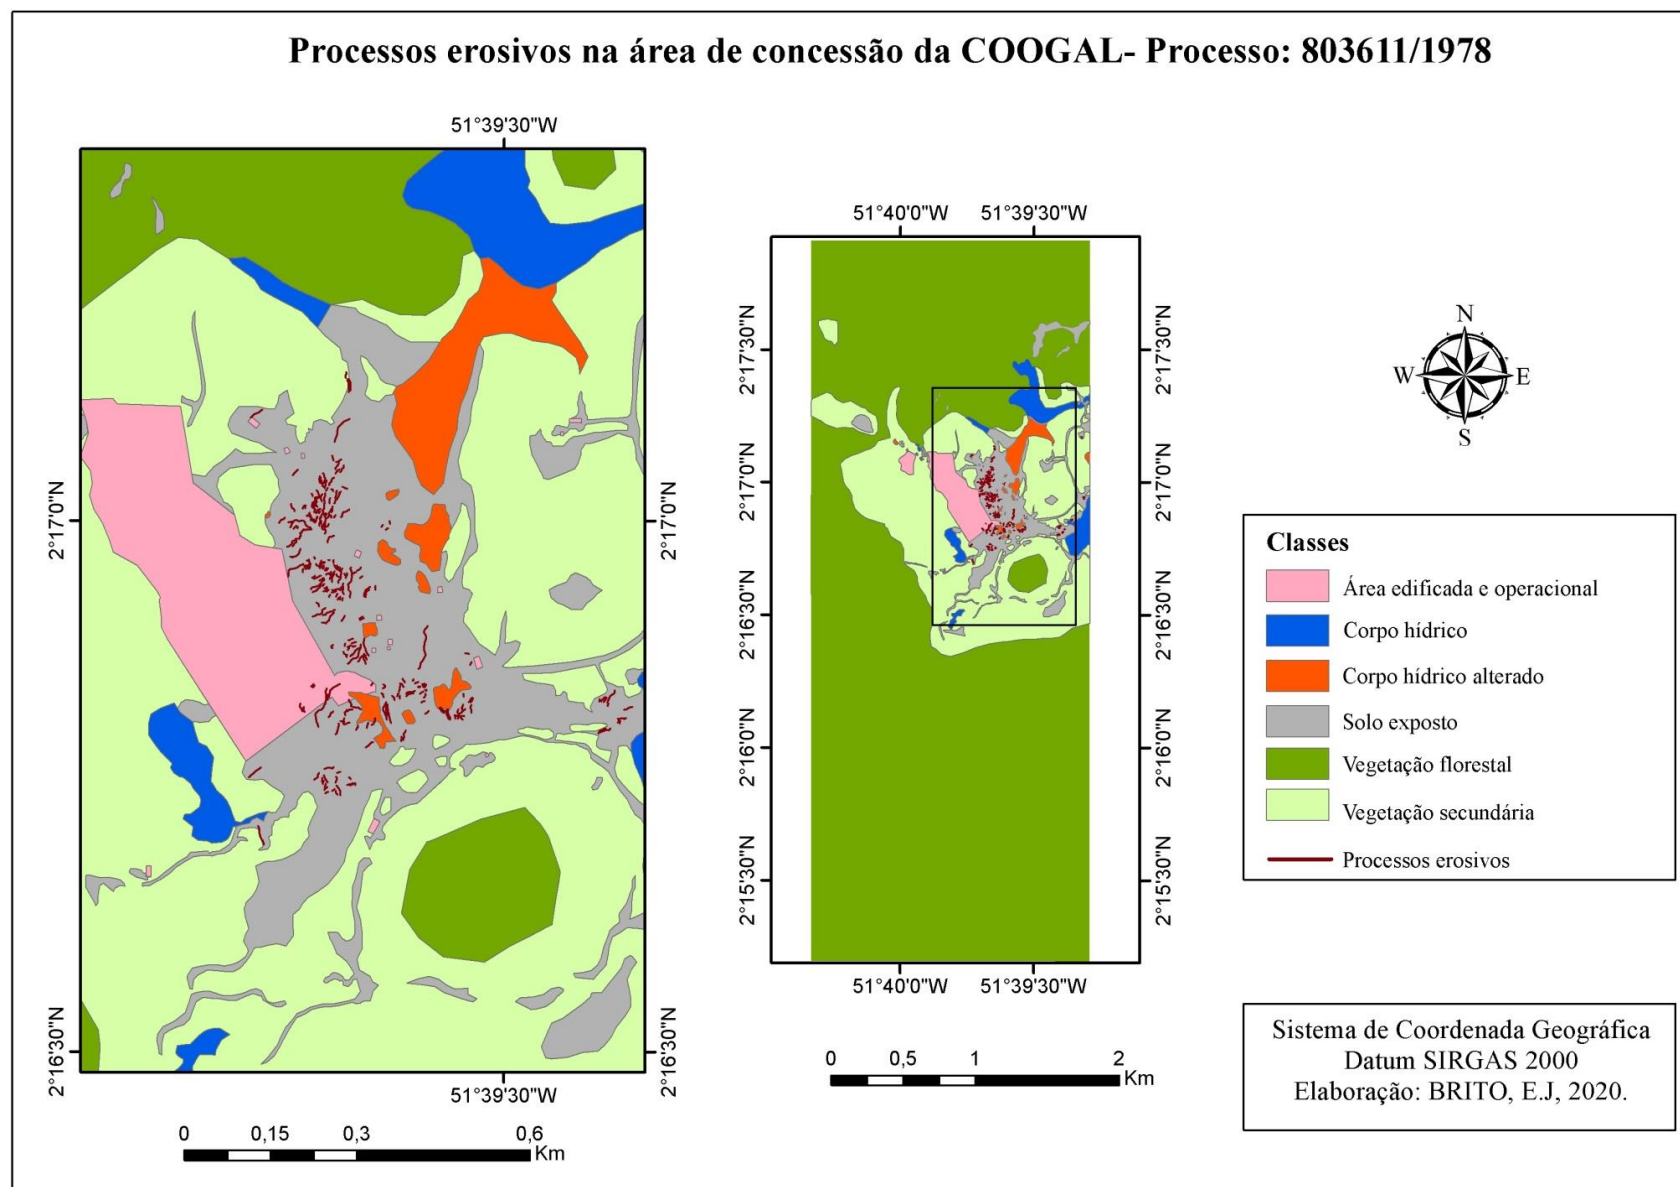 Processos erosivos na área de concessão da COOGAL- Processo: 803611/1978
51°39'30"W
2°17'0"N
2°17'0"N
2°16'30"N
2°16'30"N
51°39'30"W
0 0,15 0,3 0,6
Km
51°40'0"W 51°39'30"W
2°17'30"N
2°17'30"N
2°17'0"N
2°17'0"N
2°16'30"N
2°16'30"N
2°16'0"N
2°16'0"N
2°15'30"N
2°15'30"N
51°40'0"W 51°39'30"W
0 0,5 1 2
Km
N
W E
S
Classes
Área edificada e operacional
Corpo hídrico
Corpo hídrico alterado
Solo exposto
Vegetação florestal
Vegetação secundária
Processos erosivos
Sistema de Coordenada Geográfica
Datum SIRGAS 2000
Elaboração: BRITO, E.J, 2020.